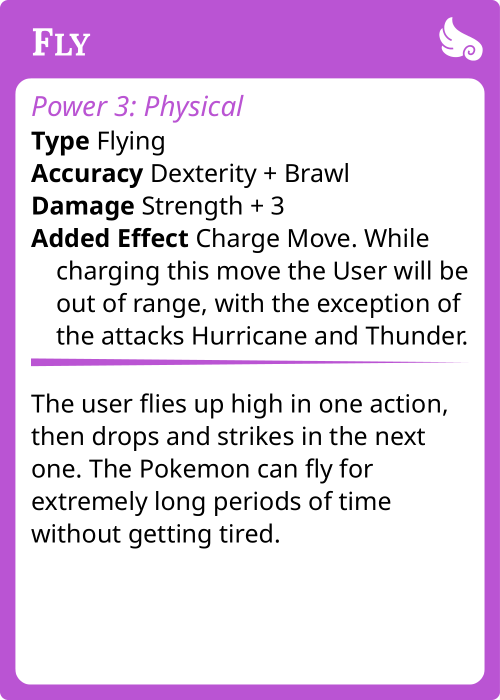 Fly
Power 3: Physical
Type Flying
Accuracy Dexterity + Brawl
Damage Strength + 3
Added Effect Charge Move. While
charging this move the User will be
out of range, with the exception of
the attacks Hurricane and Thunder.
The user flies up high in one action,
then drops and strikes in the next
one. The Pokemon can fly for
extremely long periods of time
without getting tired.